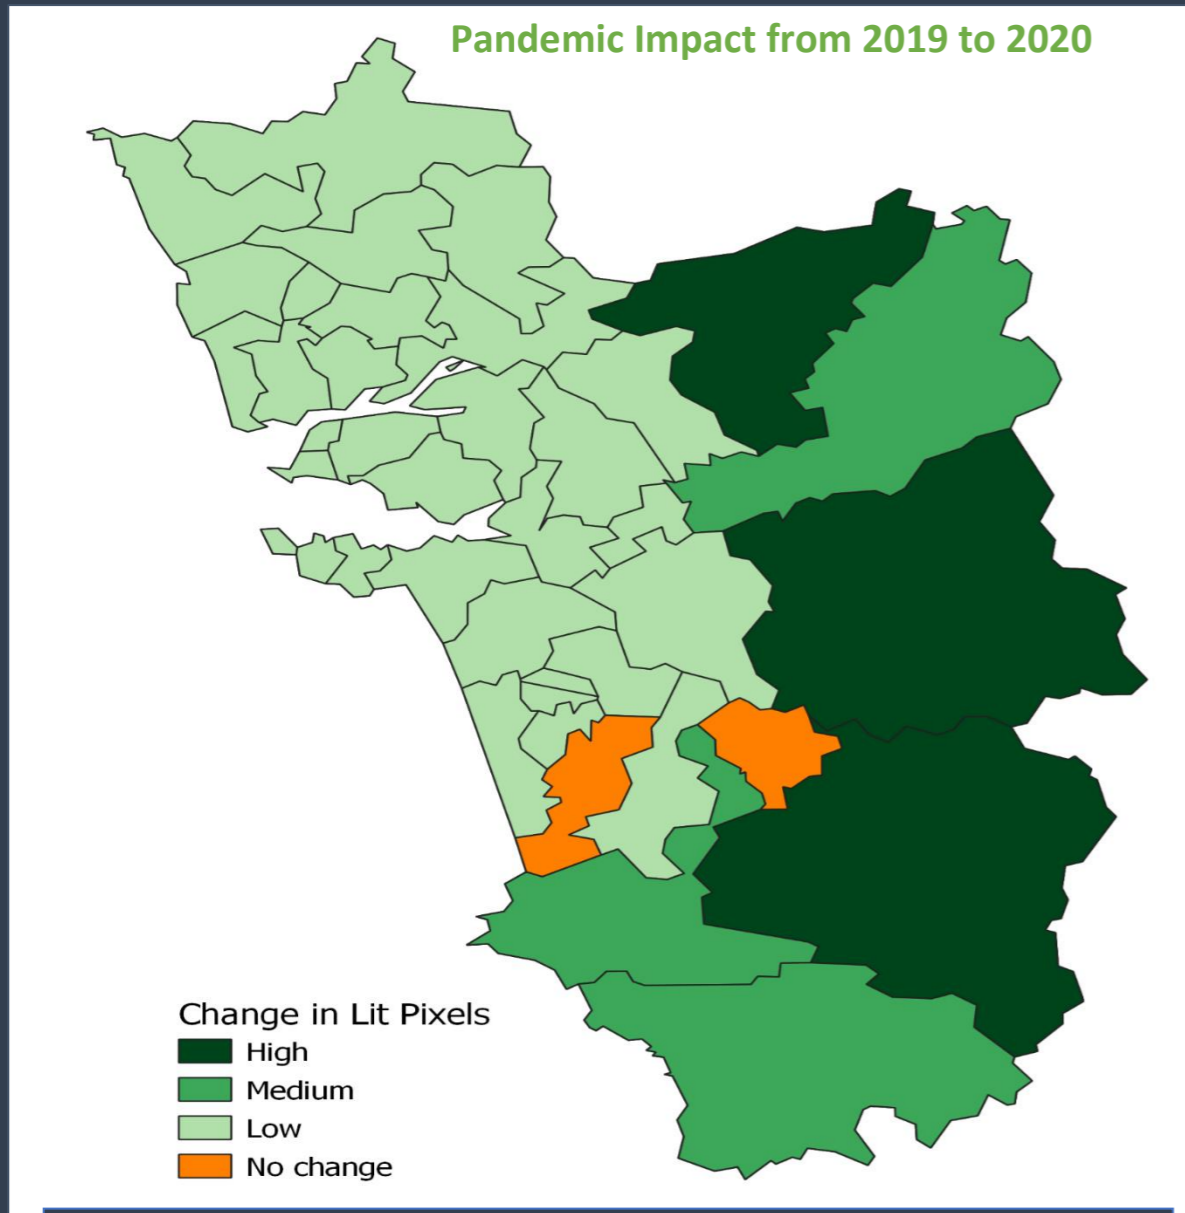 Pandemic Impact from 2019 to 2020
Change in Lit Pixels
High
Medium
Low
No change